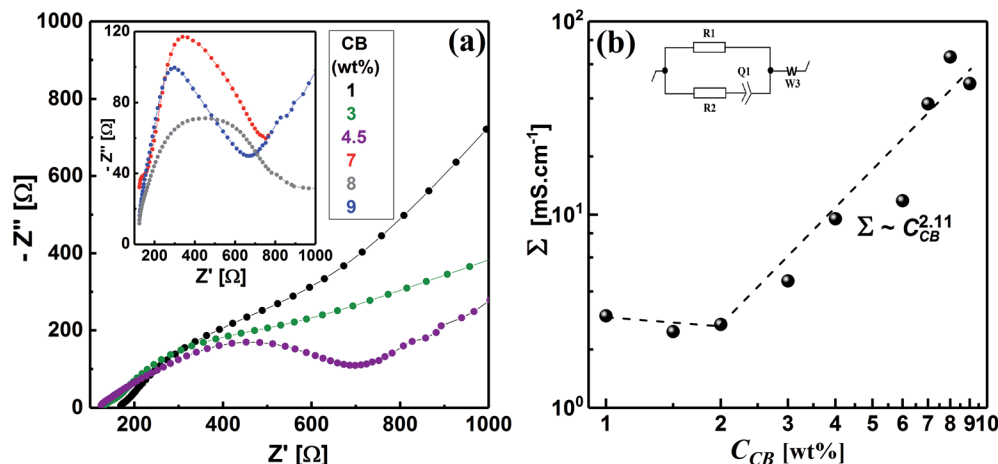 (a)
1000
800
600
400
200
0
- Z'' [Ω]
200
400
600
800
1000
Z' [Ω]
120
80
40
0
- Z'' [Ω]
200
400
600
800
1000
Z' [Ω]
CB
(wt%)
1
3
4.5
7
8
9
(b)
10²
10¹
10⁰
Σ [mS.cm⁻¹]
R1
R2
Q1
W
W3
Σ ~ C_CB^2.11
1
2
3
4
5
6
7
8
9
10
C_CB [wt%]